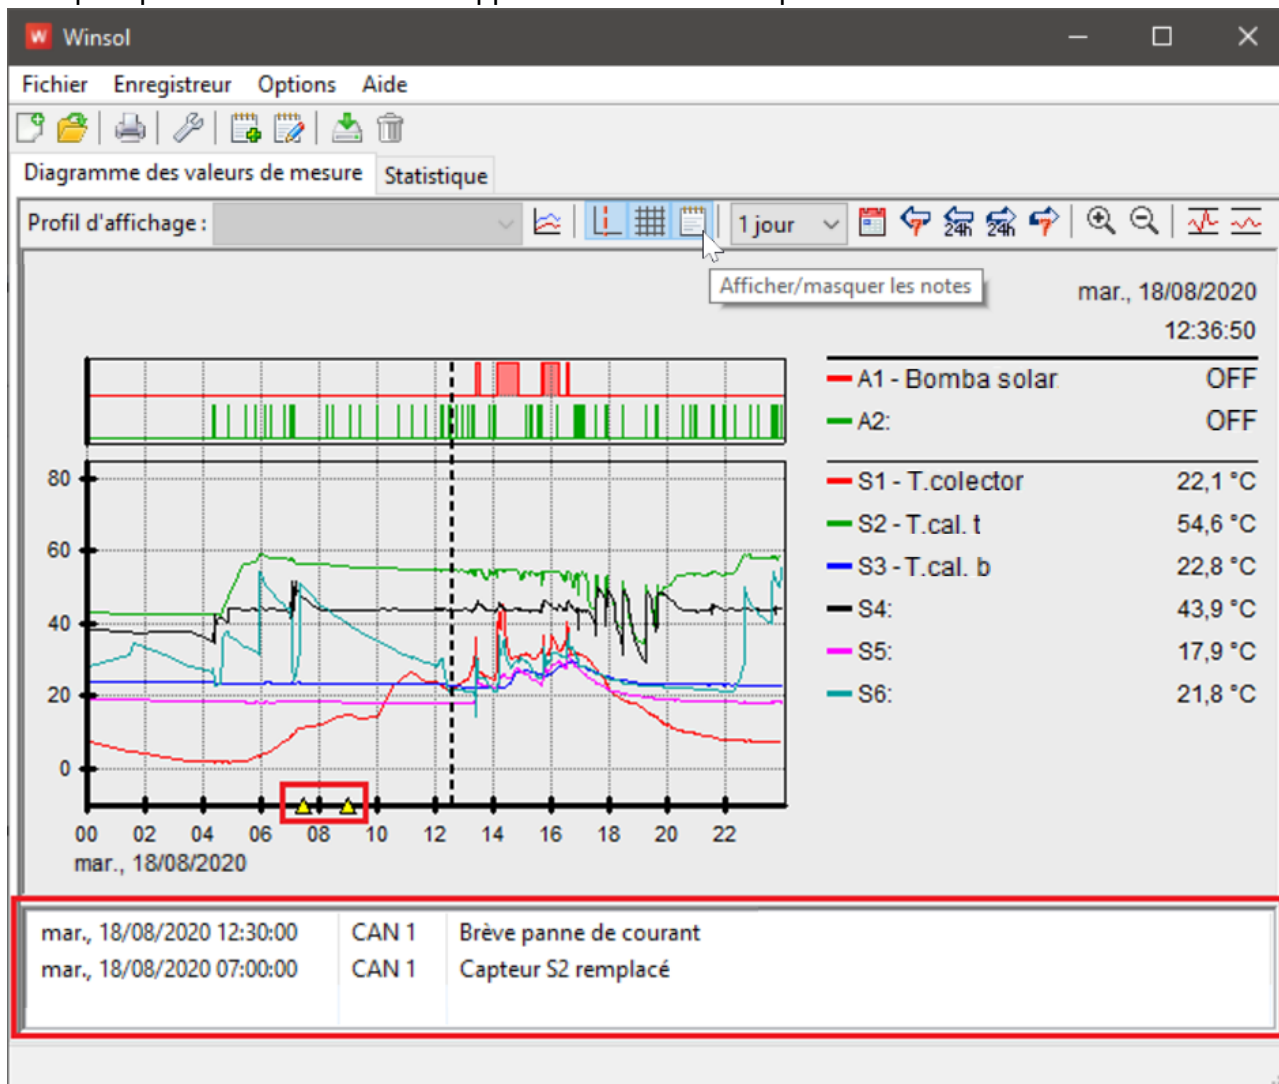 Winsol
Fichier Enregistreur Options Aide
Diagramme des valeurs de mesure Statistique
Profil d'affichage : 1 jour 24h 24h
Afficher/masquer les notes
mar., 18/08/2020
12:36:50
A1 - Bomba solar OFF
A2: OFF
80
60
40
20
0
S1 - T.colector 22,1 °C
S2 - T.cal. t 54,6 °C
S3 - T.cal. b 22,8 °C
S4: 43,9 °C
S5: 17,9 °C
S6: 21,8 °C
00 02 04 06 08 10 12 14 16 18 20 22
mar., 18/08/2020
mar., 18/08/2020 12:30:00 CAN 1 Brève panne de courant
mar., 18/08/2020 07:00:00 CAN 1 Capteur S2 remplacé